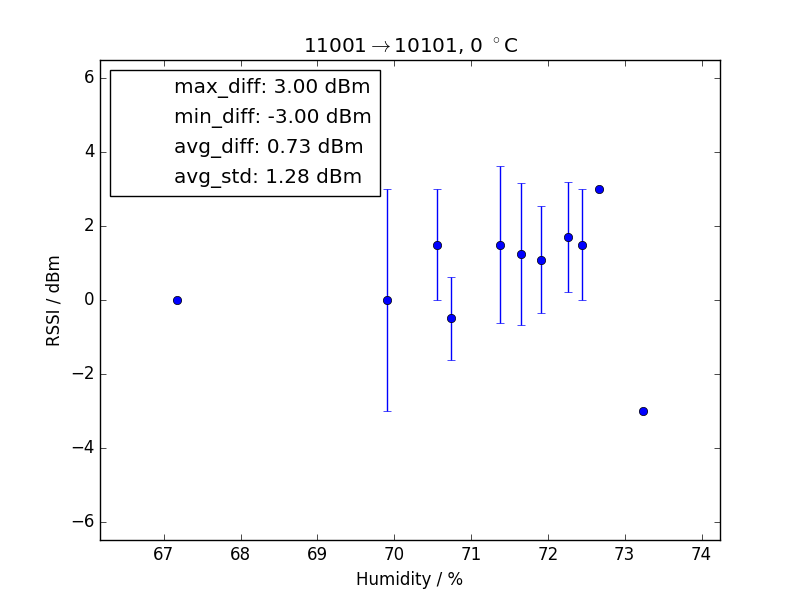 11001→10101, 0 °C
max_diff: 3.00 dBm
min_diff: -3.00 dBm
avg_diff: 0.73 dBm
avg_std: 1.28 dBm
6
4
2
0
−2
−4
−6
RSSI / dBm
67 68 69 70 71 72 73 74
Humidity / %